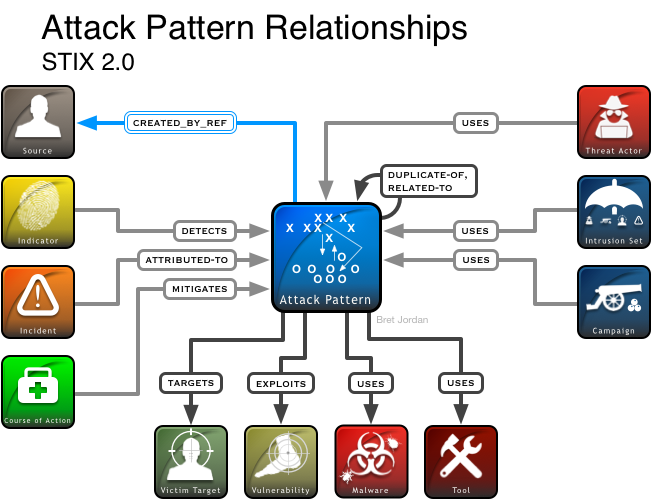 Attack Pattern Relationships
STIX 2.0
Source
CREATED_BY_REF
USES
Threat Actor
DUPLICATE-OF,
RELATED-TO
Indicator
DETECTS
X X X X
X X X
X
O
O O O O
O O O
Attack Pattern
USES
Intrusion Set
ATTRIBUTED-TO
USES
Incident
MITIGATES
Campaign
Bret Jordan
Course of Action
TARGETS
EXPLOITS
USES
USES
Victim Target
Vulnerability
Malware
Tool